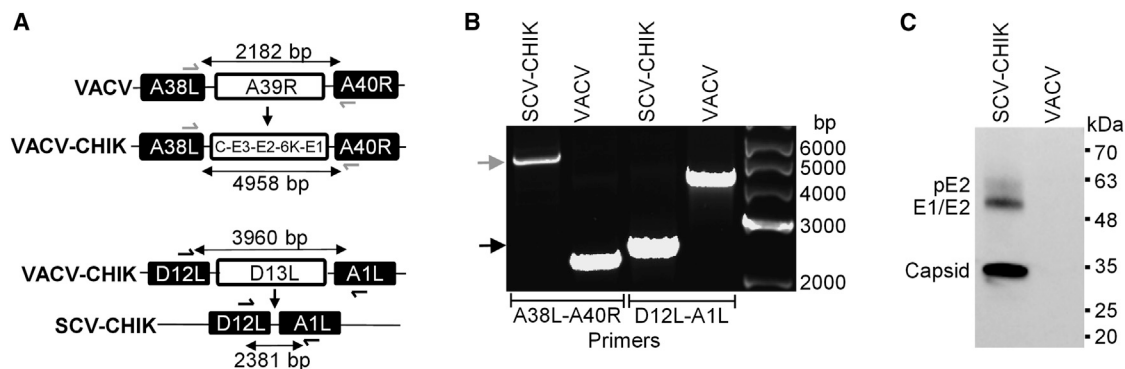 A
2182 bp
VACV
A38L
A39R
A40R
VACV-CHIK
A38L
C-E3-E2-6K-E1
A40R
4958 bp
3960 bp
VACV-CHIK
D12L
D13L
A1L
SCV-CHIK
D12L
A1L
2381 bp
B
SCV-CHIK
VACV
SCV-CHIK
VACV
bp
6000
5000
4000
3000
2000
A38L-A40R
D12L-A1L
Primers
C
SCV-CHIK
VACV
kDa
70
pE2
63
E1/E2
48
Capsid
35
25
20